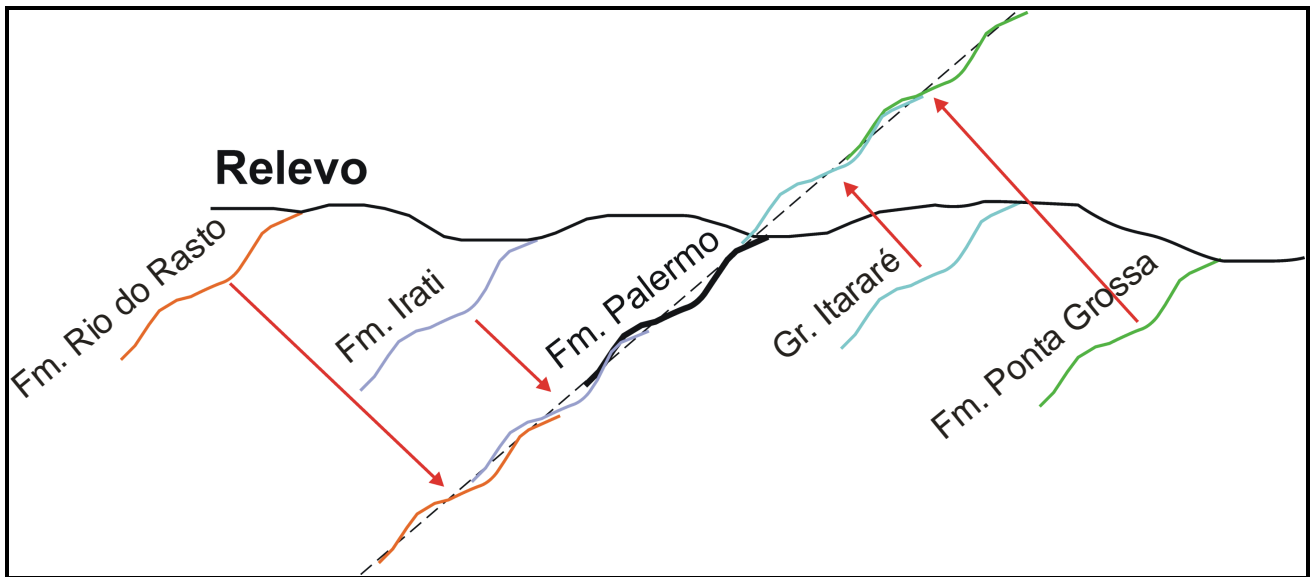 Relevo
Fm. Rio do Rasto
Fm. Irati
Fm. Palermo
Gr. Itararé
Fm. Ponta Grossa